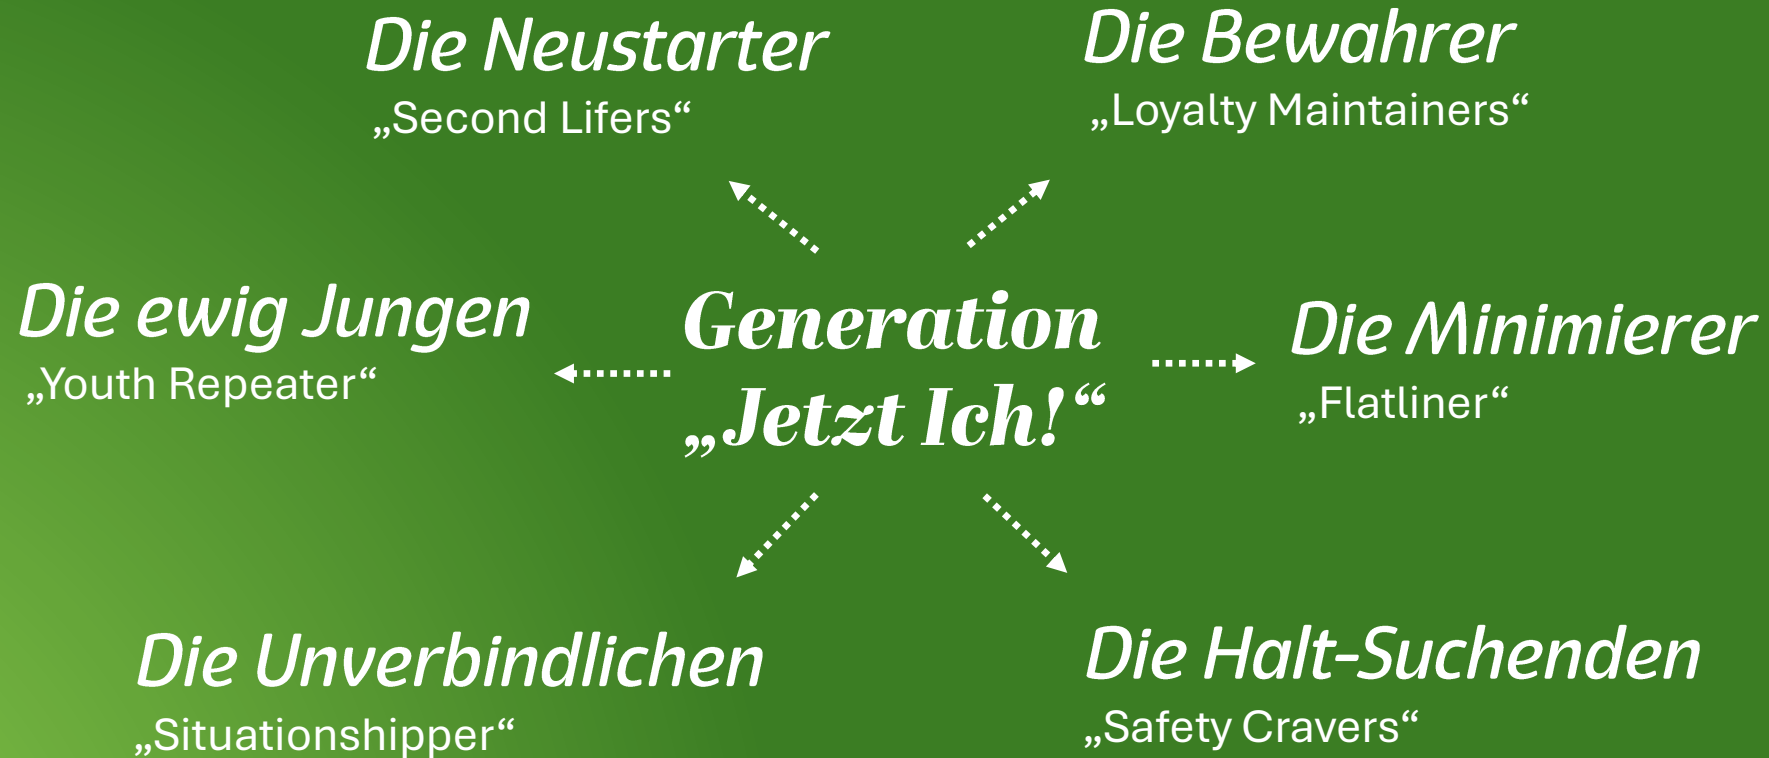 Die Neustarter
„Second Lifers“
Die Bewahrer
„Loyalty Maintainers“
Die ewig Jungen
„Youth Repeater“
Generation
„Jetzt Ich!“
Die Minimierer
„Flatliner“
Die Unverbindlichen
„Situationshipper“
Die Halt-Suchenden
„Safety Cravers“